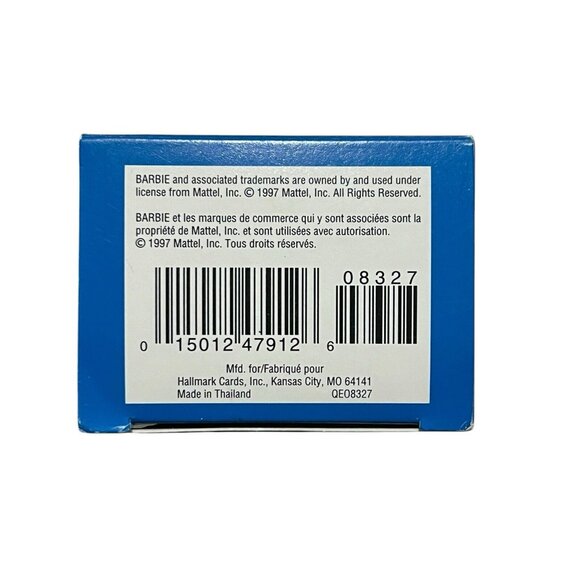 BARBIE and associated trademarks are owned by and used under
license from Mattel, Inc. © 1997 Mattel, Inc. All Rights Reserved.
BARBIE et les marques de commerce qui y sont associées sont la
propriété de Mattel, Inc. et sont utilisées avec autorisation.
© 1997 Mattel, Inc. Tous droits réservés.
08327
0 15012 47912 6
Mfd. for/Fabriqué pour
Hallmark Cards, Inc., Kansas City, MO 64141
Made in Thailand QEO8327